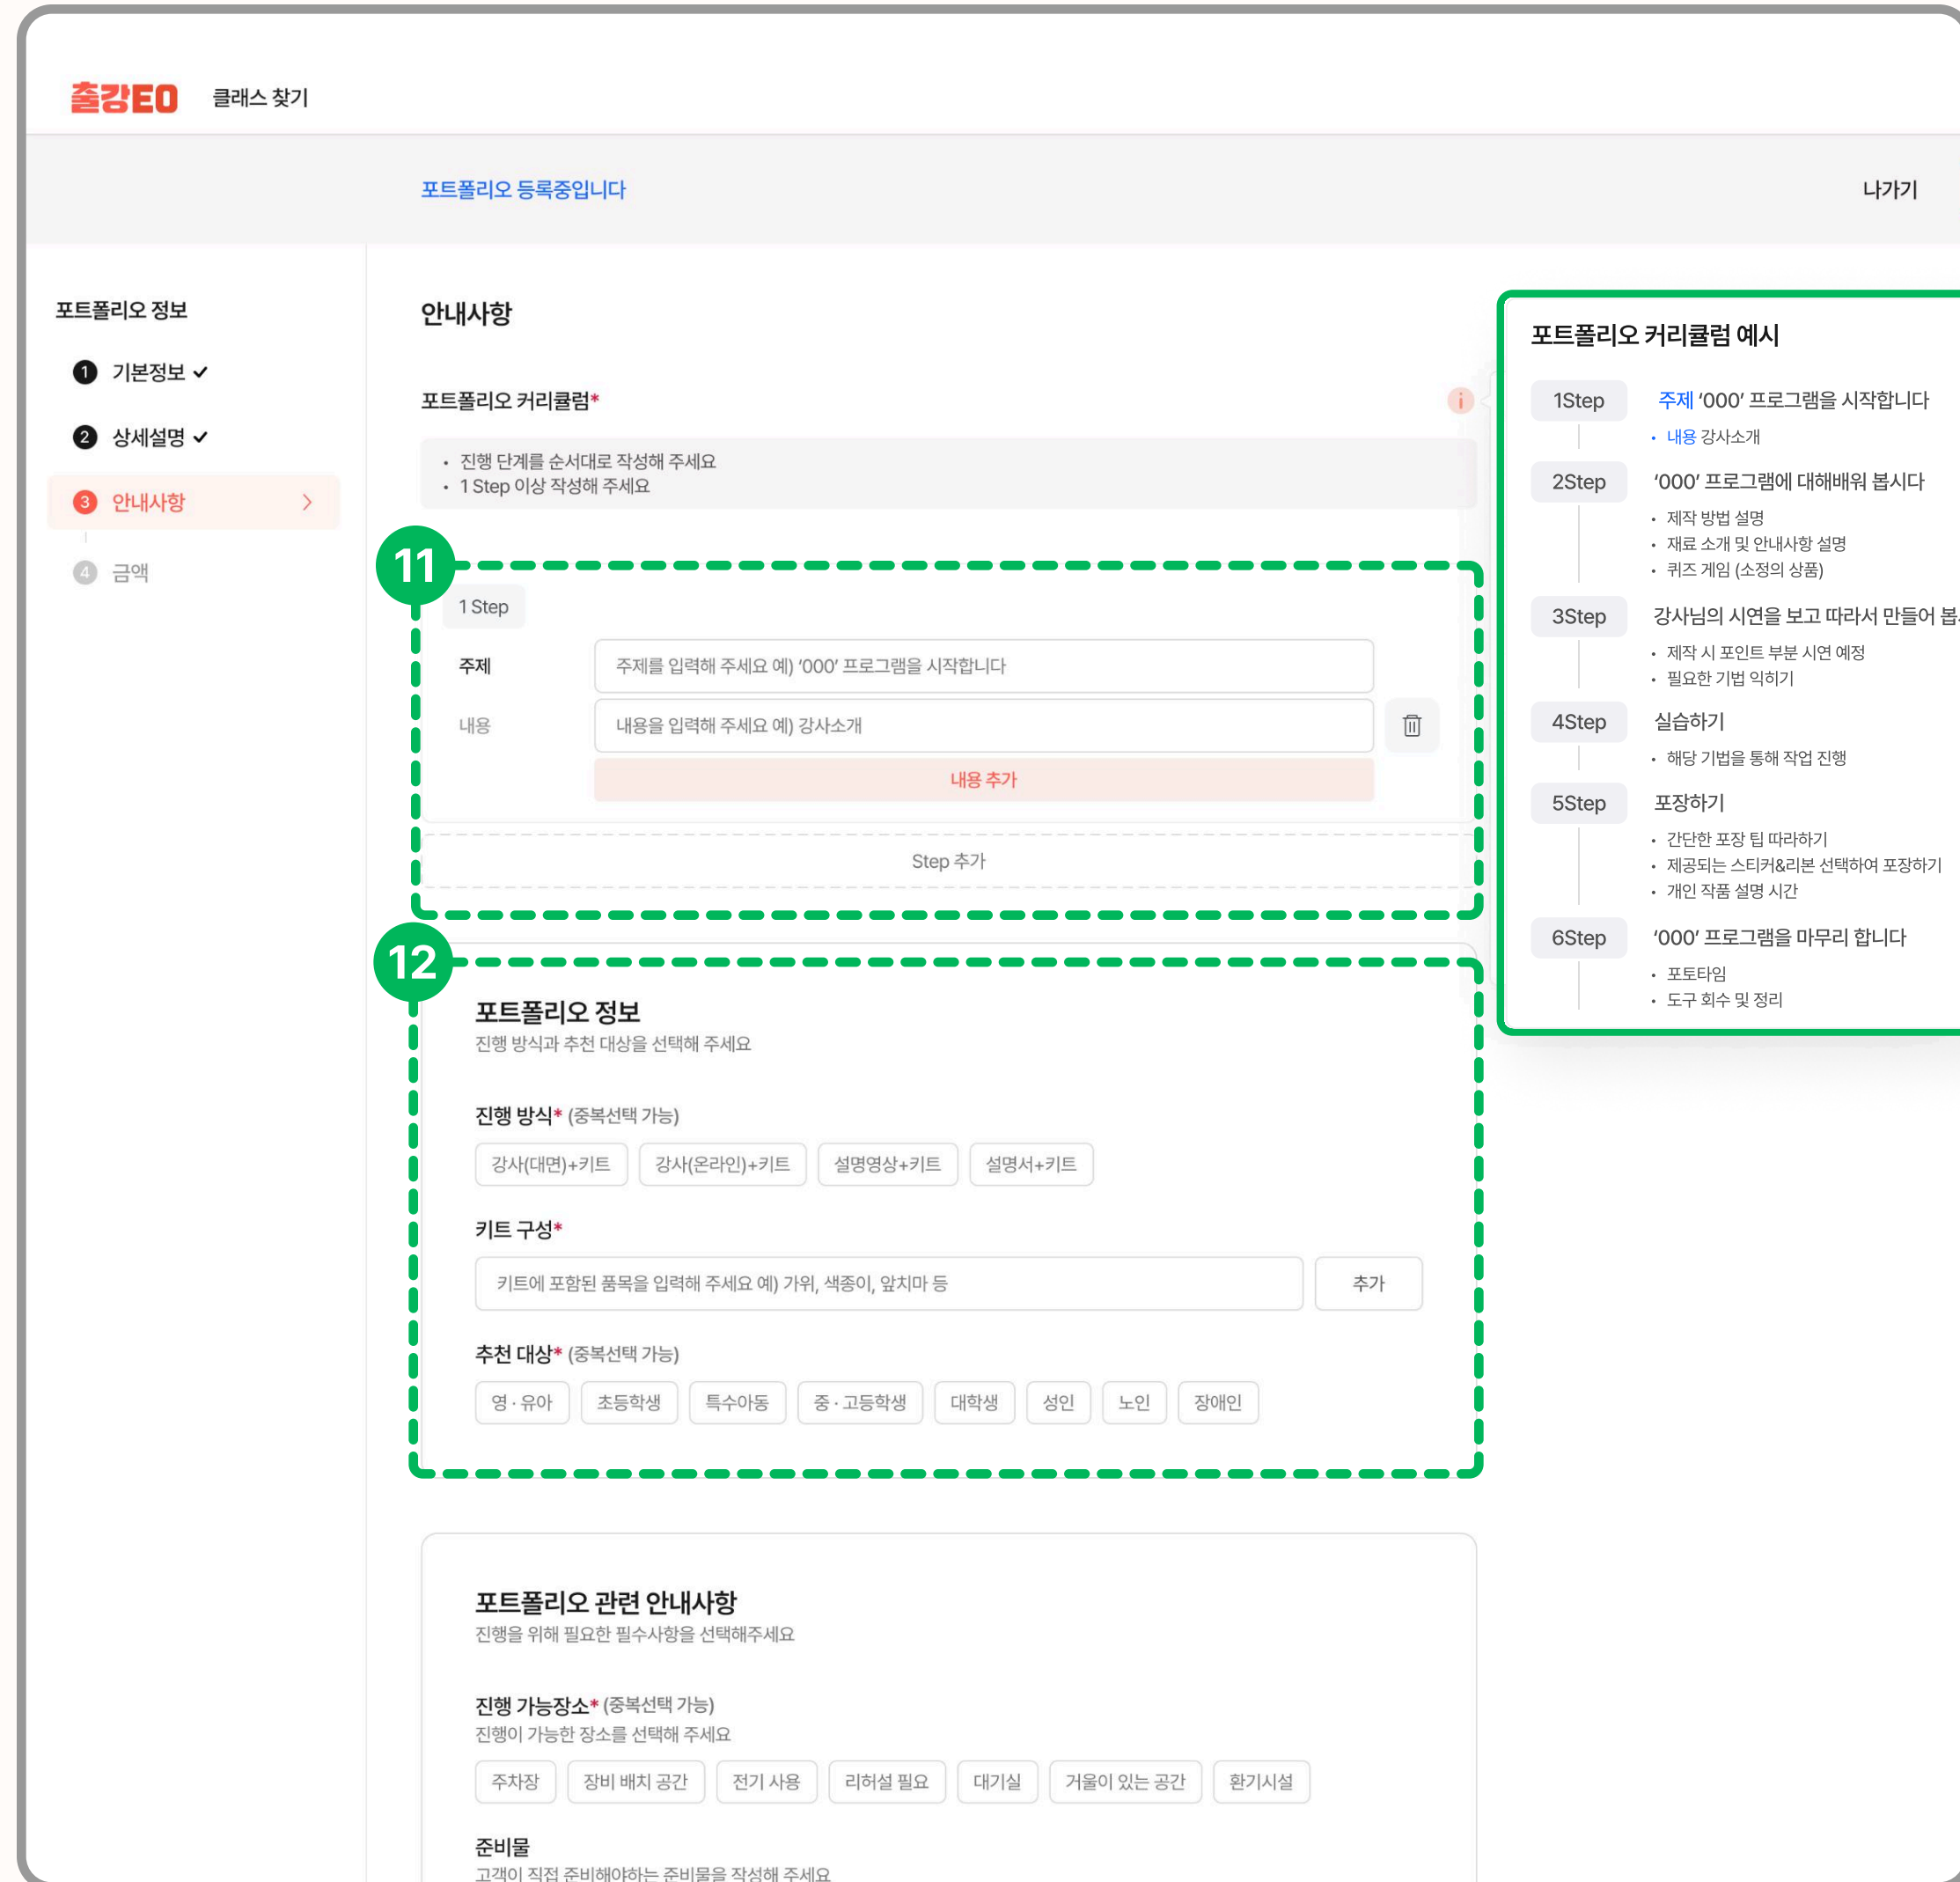 출강EO
클래스 찾기
포트폴리오 등록중입니다
나가기
포트폴리오 정보
1 기본정보
2 상세설명
3 안내사항
4 금액
안내사항
포트폴리오 커리큘럼*
i
• 진행 단계를 순서대로 작성해 주세요
• 1 Step 이상 작성해 주세요
11
1 Step
주제
주제를 입력해 주세요 예) ‘000’ 프로그램을 시작합니다
내용
내용을 입력해 주세요 예) 강사소개
내용 추가
Step 추가
12
포트폴리오 정보
진행 방식과 추천 대상을 선택해 주세요
진행 방식* (중복선택 가능)
강사(대면)+키트 강사(온라인)+키트 설명영상+키트 설명서+키트
키트 구성*
키트에 포함된 품목을 입력해 주세요 예) 가위, 색종이, 앞치마 등
추가
추천 대상* (중복선택 가능)
영 · 유아 초등학생 특수아동 중 · 고등학생 대학생 성인 노인 장애인
포트폴리오 관련 안내사항
진행을 위해 필요한 필수사항을 선택해주세요
진행 가능장소* (중복선택 가능)
진행이 가능한 장소를 선택해 주세요
주차장 장비 배치 공간 전기 사용 리허설 필요 대기실 거울이 있는 공간 환기시설
준비물
고객이 직접 준비해야하는 준비물을 작성해 주세요
포트폴리오 커리큘럼 예시
1Step 주제 ‘000’ 프로그램을 시작합니다
• 내용 강사소개
2Step ‘000’ 프로그램에 대해배워 봅시다
• 제작 방법 설명
• 재료 소개 및 안내사항 설명
• 퀴즈 게임 (소정의 상품)
3Step 강사님의 시연을 보고 따라서 만들어 봅
• 제작 시 포인트 부분 시연 예정
• 필요한 기법 익히기
4Step 실습하기
• 해당 기법을 통해 작업 진행
5Step 포장하기
• 간단한 포장 팁 따라하기
• 제공되는 스티커&리본 선택하여 포장하기
• 개인 작품 설명 시간
6Step ‘000’ 프로그램을 마무리 합니다
• 포토타임
• 도구 회수 및 정리